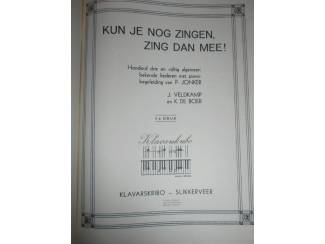 KUN JE NOG ZINGEN,
ZING DAN MEE!
Honderd drie en vijftig algemeen
bekende liederen met piano-
begeleiding van P. JONKER
J. VELDKAMP
en K. DE BOER
Klavarskribo
KLAVARSKRIBO - SLIKKERVEER